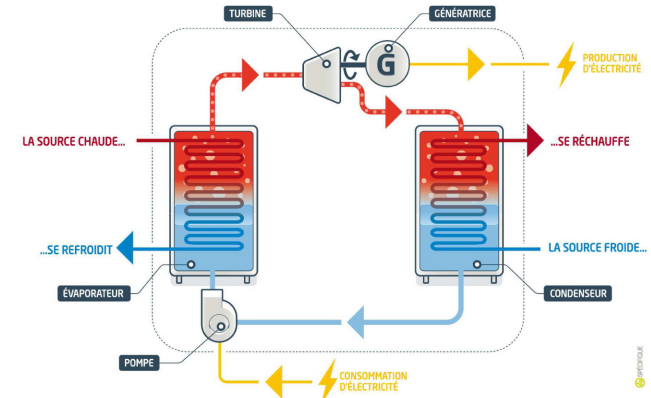 TURBINE
GÉNÉRATRICE
G
PRODUCTION
D'ÉLECTRICITÉ
LA SOURCE CHAUDE...
...SE RÉCHAUFFE
...SE REFROIDIT
LA SOURCE FROIDE...
ÉVAPORATEUR
CONDENSEUR
POMPE
CONSOMMATION
D'ÉLECTRICITÉ
SPÉCIFIQUE